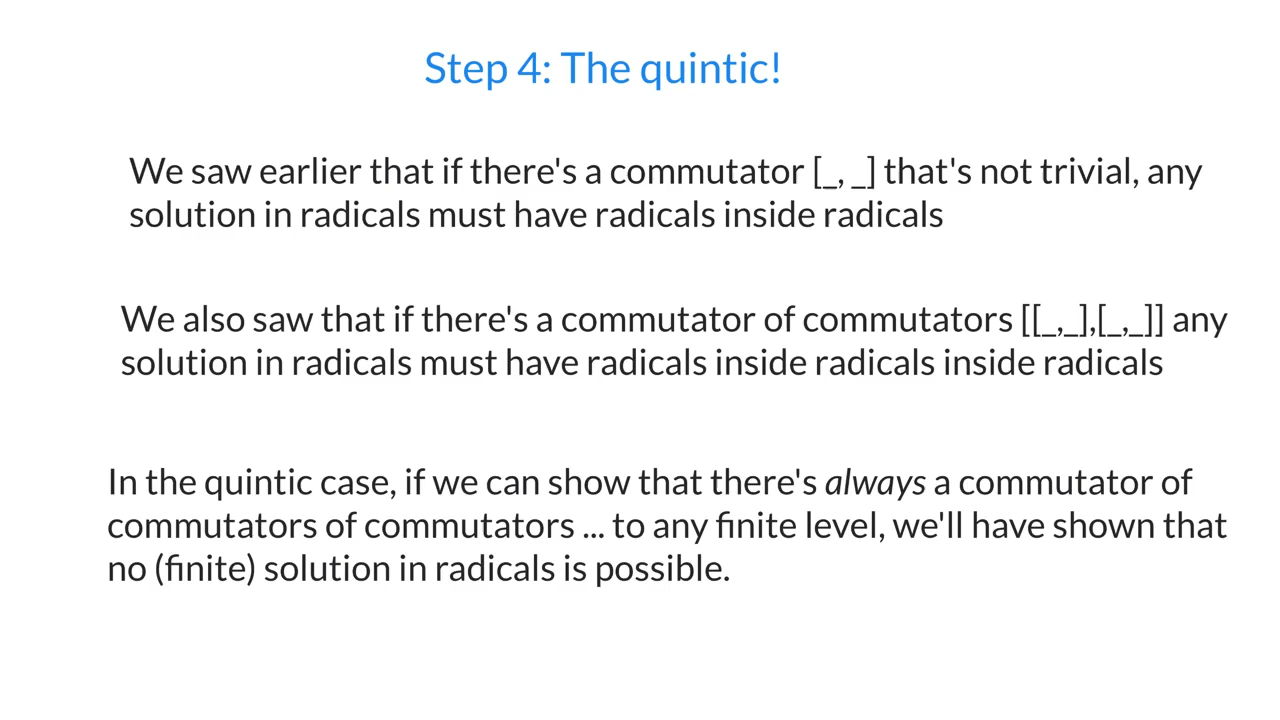 Step 4: The quintic!
We saw earlier that if there's a commutator [_, _] that's not trivial, any
solution in radicals must have radicals inside radicals
We also saw that if there's a commutator of commutators [[_,_],[_,_]] any
solution in radicals must have radicals inside radicals inside radicals
In the quintic case, if we can show that there's always a commutator of
commutators of commutators ... to any finite level, we'll have shown that
no (finite) solution in radicals is possible.